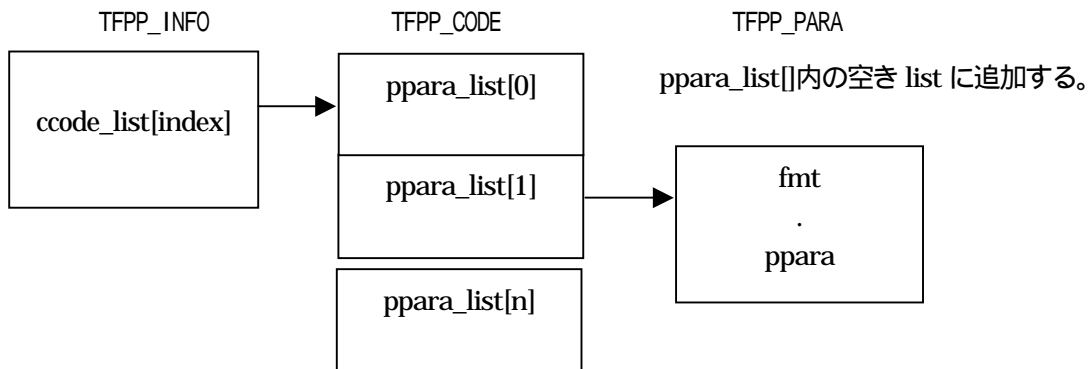 TFPP_INFO TFPP_CODE TFPP_PARA
ppara_list[0] ppara_list[]内の空き list に追加する。
ccode_list[index]
ppara_list[1] fmt
.
ppara
ppara_list[n]